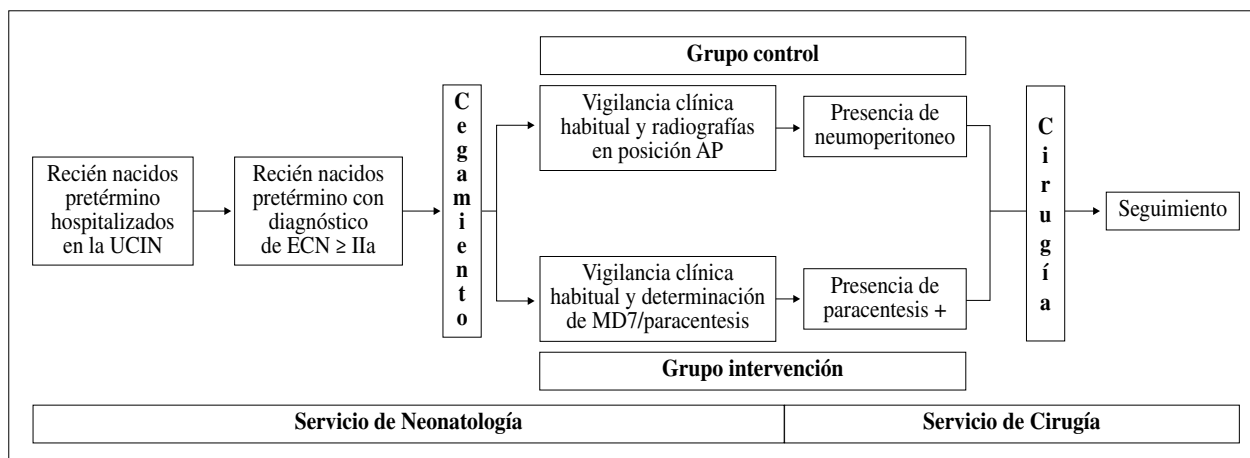 Grupo control
Recién nacidos
pretérmino
hospitalizados
en la UCIN
Recién nacidos
pretérmino con
diagnóstico
de ECN ≥ IIa
Cegamiento
Vigilancia clínica
habitual y radiografías
en posición AP
Presencia de
neumoperitoneo
Vigilancia clínica
habitual y determinación
de MD7/paracentesis
Presencia de
paracentesis +
Cirugía
Seguimiento
Grupo intervención
Servicio de Neonatología
Servicio de Cirugía